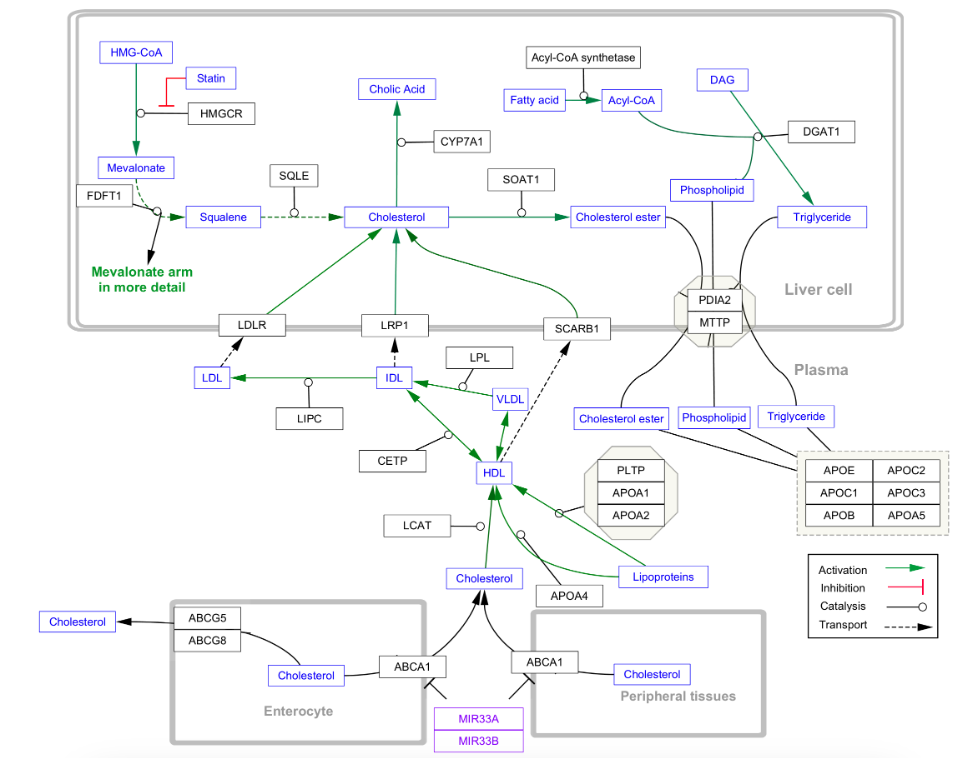 HMG-CoA
Statin
HMGCR
Mevalonate
FDFT1
Squalene
SQLE
Mevalonate arm
in more detail
Cholic Acid
CYP7A1
Cholesterol
SOAT1
Acyl-CoA synthetase
Fatty acid
Acyl-CoA
DAG
DGAT1
Phospholipid
Cholesterol ester
Triglyceride
Liver cell
PDIA2
MTTP
LDLR
LRP1
SCARB1
Plasma
LDL
IDL
LPL
VLDL
LIPC
CETP
HDL
Cholesterol ester
Phospholipid
Triglyceride
PLTP
APOA1
APOA2
APOE
APOC2
APOC1
APOC3
APOB
APOA5
LCAT
Cholesterol
APOA4
Lipoproteins
Activation
Inhibition
Catalysis
Transport
Cholesterol
ABCG5
ABCG8
Cholesterol
ABCA1
Enterocyte
ABCA1
Cholesterol
Peripheral tissues
MIR33A
MIR33B